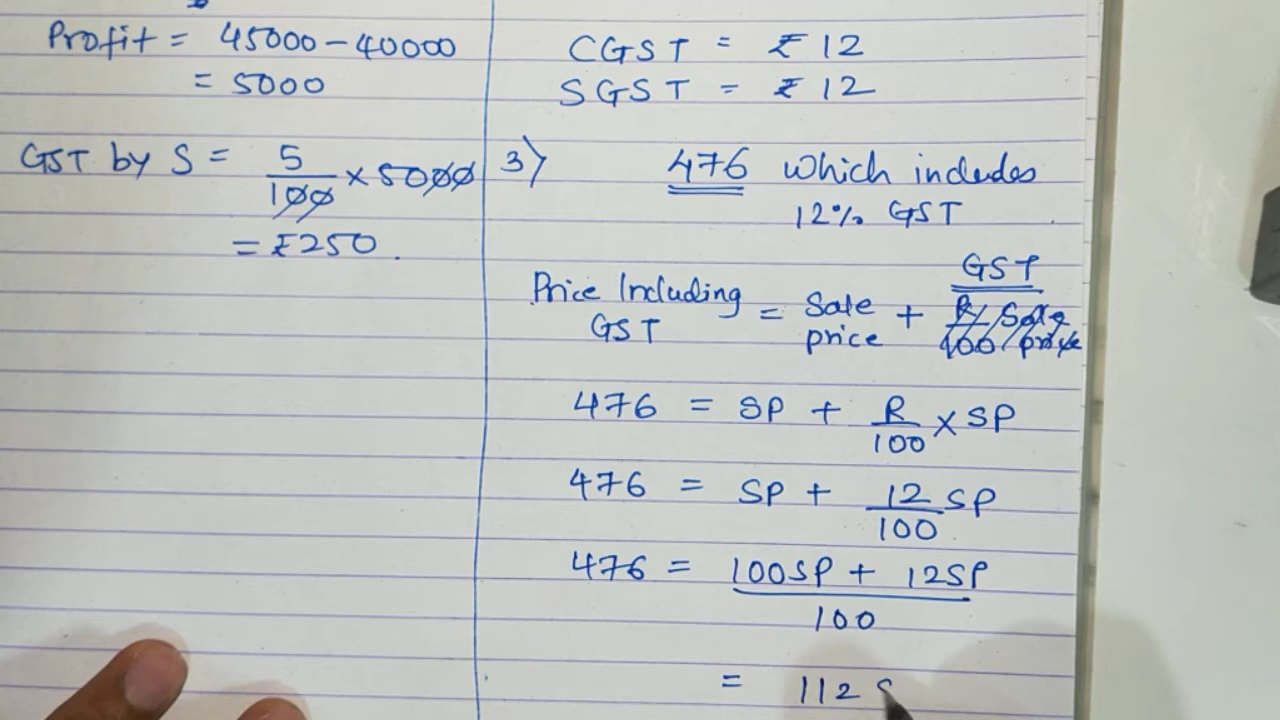 Profit = 45000 - 40000
= 5000
GST by S = 5/100 × 5000
= ₹250.
CGST = ₹12
SGST = ₹12
3) 476 which includes
12% GST
GST
Price Including GST = Sale price + R/100 Sale price
476 = SP + R/100 × SP
476 = SP + 12/100 SP
476 = 100SP + 12SP
100
= 112 S